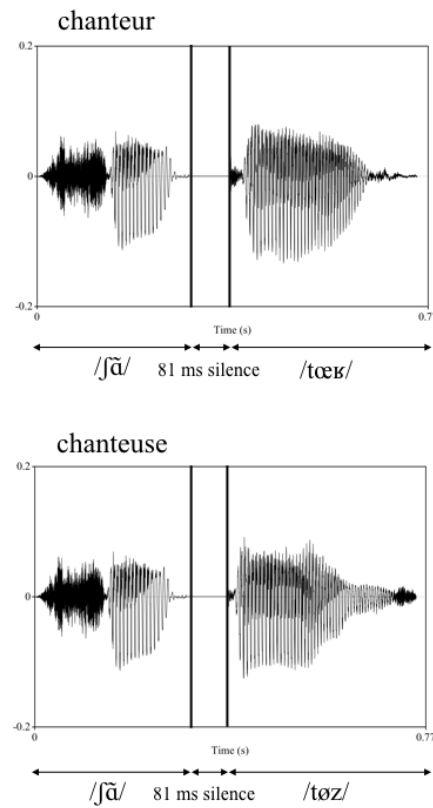 chanteur
0.2
0
-0.2
0
0.7
Time (s)
/ʃɑ̃/ 81 ms silence /tœʁ/
chanteuse
0.2
0
-0.2
0
0.77
Time (s)
/ʃɑ̃/ 81 ms silence /tøz/